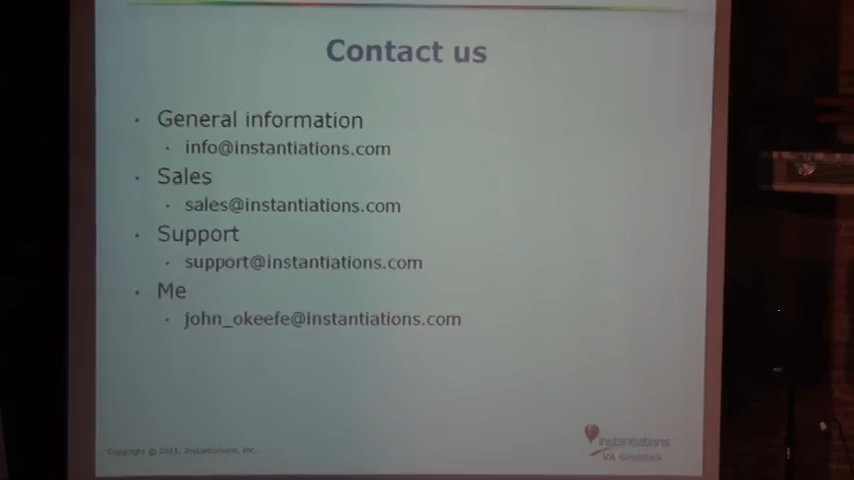 Contact us
• General information
• info@instantiations.com
• Sales
• sales@instantiations.com
• Support
• support@instantiations.com
• Me
• john_okeefe@instantiations.com
instantiations
VA Smalltalk
Copyright © 2011, Instantiations, Inc.